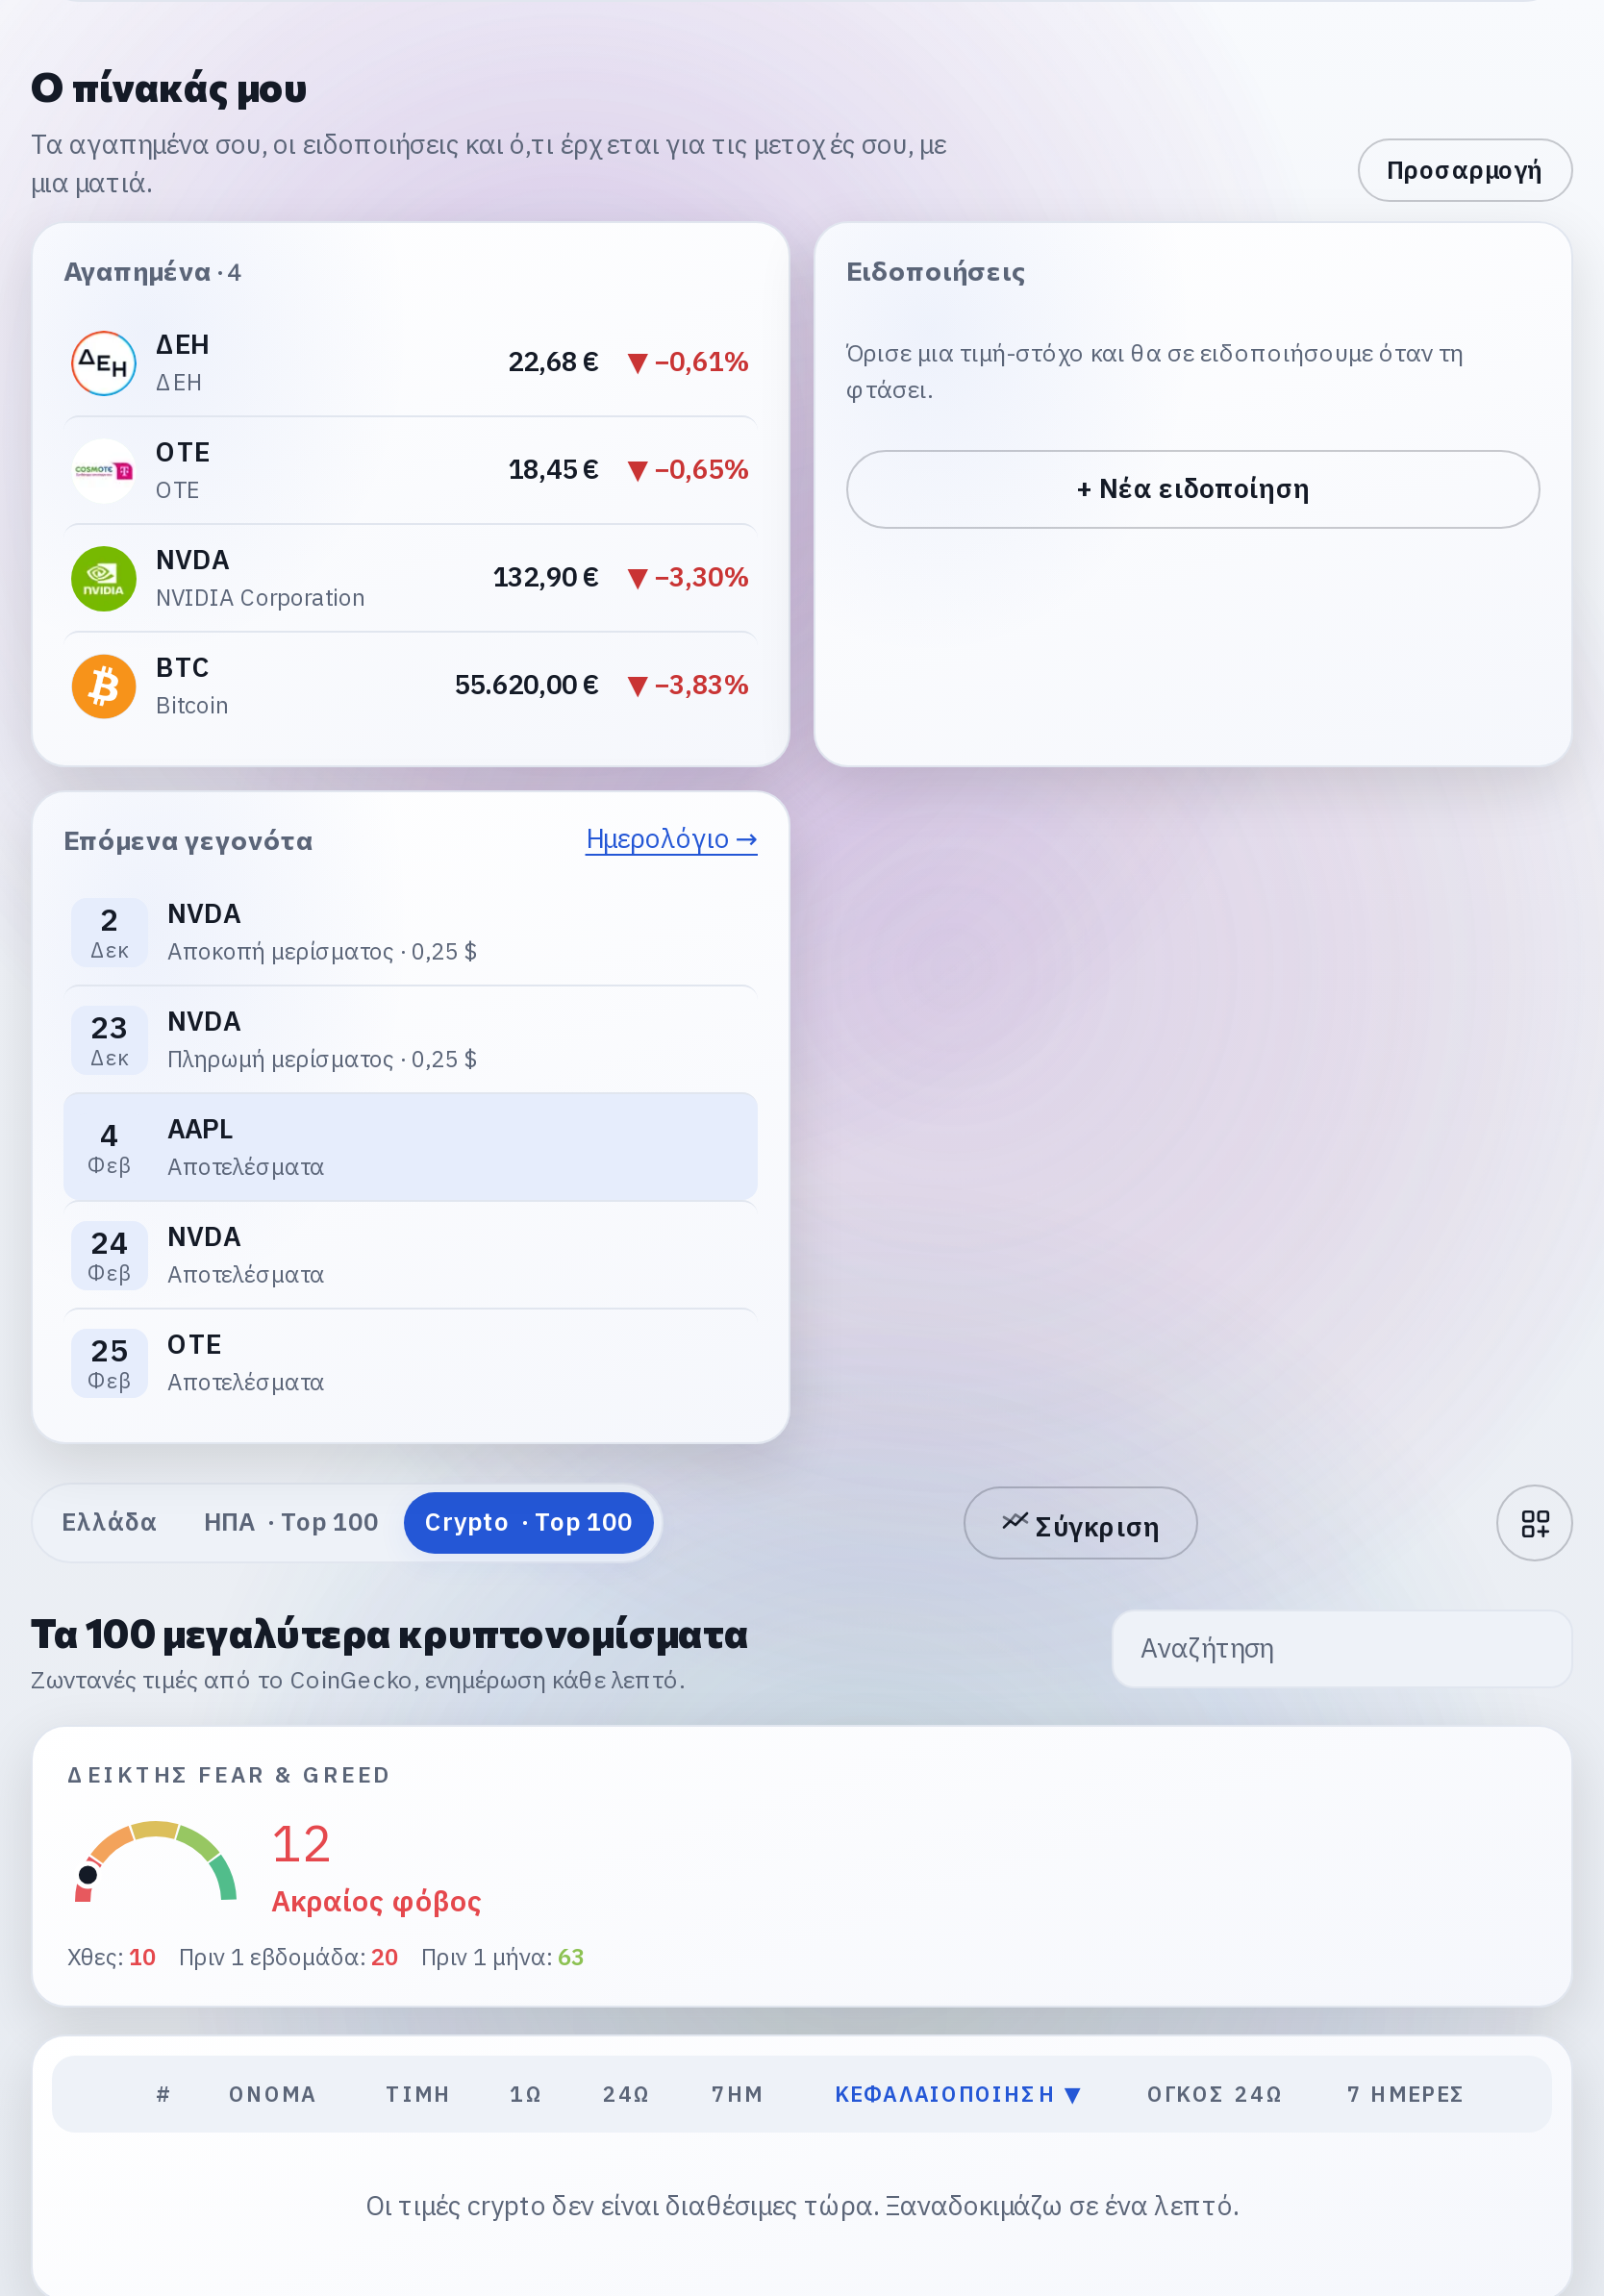 Ο πίνακάς μου
Τα αγαπημένα σου, οι ειδοποιήσεις και ό,τι έρχεται για τις μετοχές σου, με
μια ματιά.
Προσαρμογή
Αγαπημένα · 4
ΔΕΗ
ΔΕΗ
ΔΕΗ
22,68 €
▼ −0,61%
COSMOTE T
ΟΤΕ
ΟΤΕ
18,45 €
▼ −0,65%
NVIDIA
NVDA
NVIDIA Corporation
132,90 €
▼ −3,30%
BTC
Bitcoin
55.620,00 €
▼ −3,83%
Ειδοποιήσεις
Όρισε μια τιμή-στόχο και θα σε ειδοποιήσουμε όταν τη
φτάσει.
+ Νέα ειδοποίηση
Επόμενα γεγονότα
Ημερολόγιο →
2
Δεκ
NVDA
Αποκοπή μερίσματος · 0,25 $
23
Δεκ
NVDA
Πληρωμή μερίσματος · 0,25 $
4
Φεβ
AAPL
Αποτελέσματα
24
Φεβ
NVDA
Αποτελέσματα
25
Φεβ
ΟΤΕ
Αποτελέσματα
Ελλάδα
ΗΠΑ · Top 100
Crypto · Top 100
Σύγκριση
Τα 100 μεγαλύτερα κρυπτονομίσματα
Ζωντανές τιμές από το CoinGecko, ενημέρωση κάθε λεπτό.
Αναζήτηση
ΔΕΙΚΤΗΣ FEAR & GREED
12
Ακραίος φόβος
Χθες: 10 Πριν 1 εβδομάδα: 20 Πριν 1 μήνα: 63
# ΟΝΟΜΑ ΤΙΜΗ 1Ω 24Ω 7ΗΜ ΚΕΦΑΛΑΙΟΠΟΙΗΣΗ ▼ ΟΓΚΟΣ 24Ω 7 ΗΜΕΡΕΣ
Οι τιμές crypto δεν είναι διαθέσιμες τώρα. Ξαναδοκιμάζω σε ένα λεπτό.